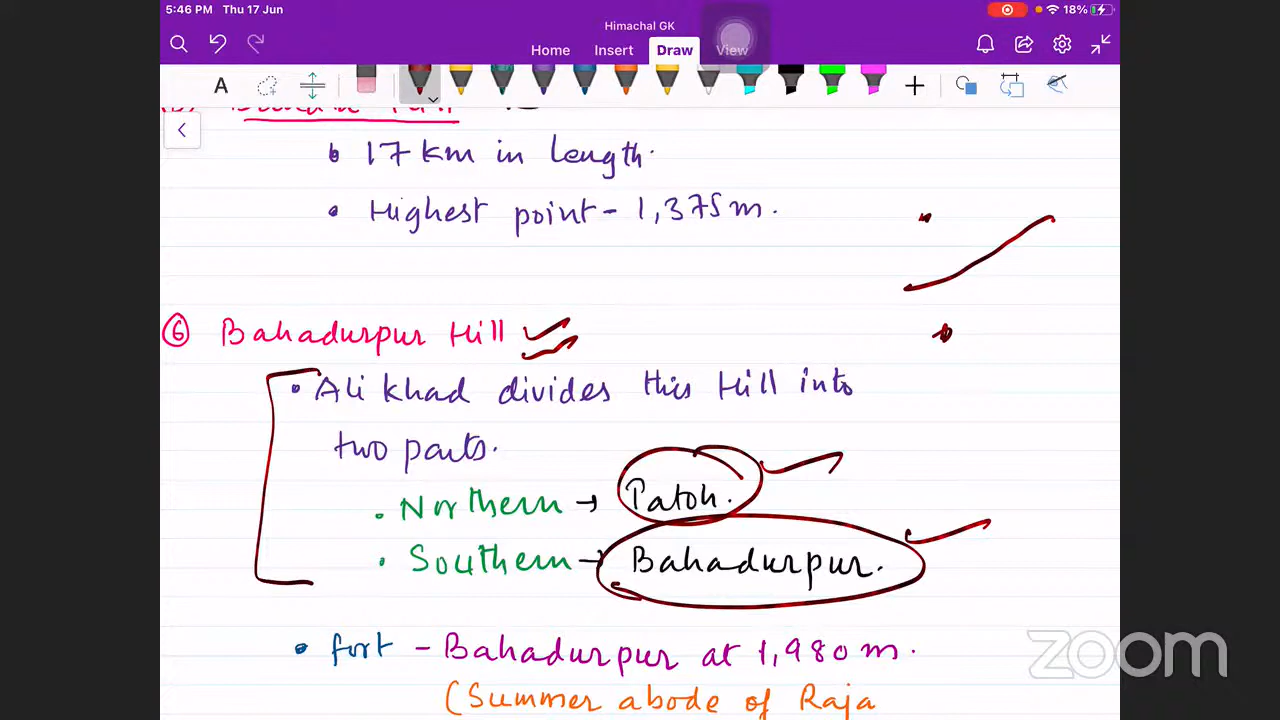 5:46 PM Thu 17 Jun
18%
Himachal GK
Home Insert Draw View
A
• 17 km in length.
• Highest point - 1,375m.
⑥ Bahadurpur Hill
• Ali khad divides this Hill into
two parts.
• Northern → Patoh.
• Southern → Bahadurpur.
• fort - Bahadurpur at 1,980 m.
(Summer abode of Raja
zoom